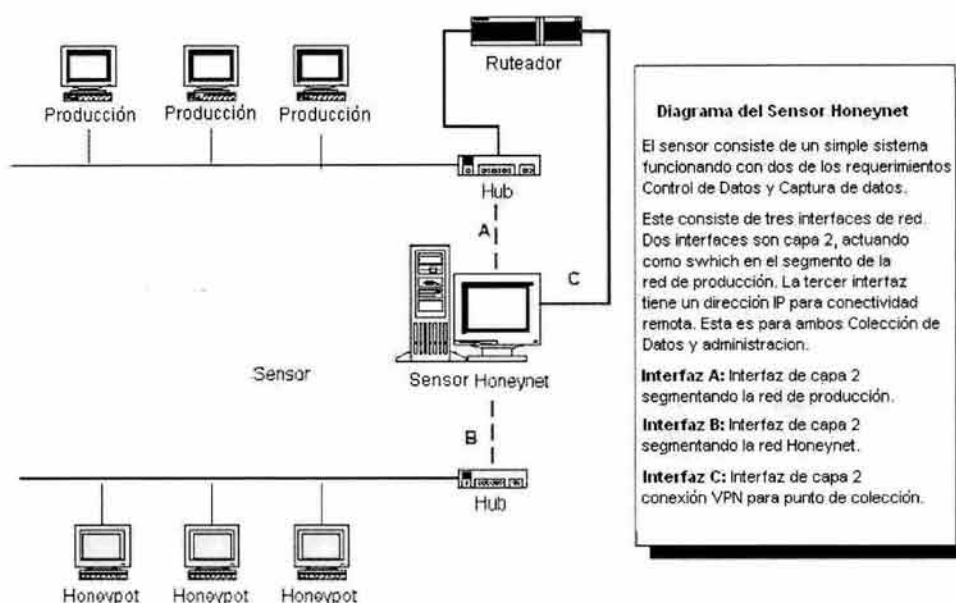 Ruteador
Producción
Producción
Producción
Hub
A
C
Sensor
Sensor Honeynet
B
Hub
Honeypot
Honeypot
Honeypot
Diagrama del Sensor Honeynet
El sensor consiste de un simple sistema
funcionando con dos de los requerimientos
Control de Datos y Captura de datos.
Este consiste de tres interfaces de red.
Dos interfaces son capa 2, actuando
como swhich en el segmento de la
red de producción. La tercer interfaz
tiene un dirección IP para conectividad
remota. Esta es para ambos Colección de
Datos y administracion.
Interfaz A: Interfaz de capa 2
segmentando la red de producción.
Interfaz B: Interfaz de capa 2
segmentando la red Honeynet.
Interfaz C: Interfaz de capa 2
conexión VPN para punto de colección.